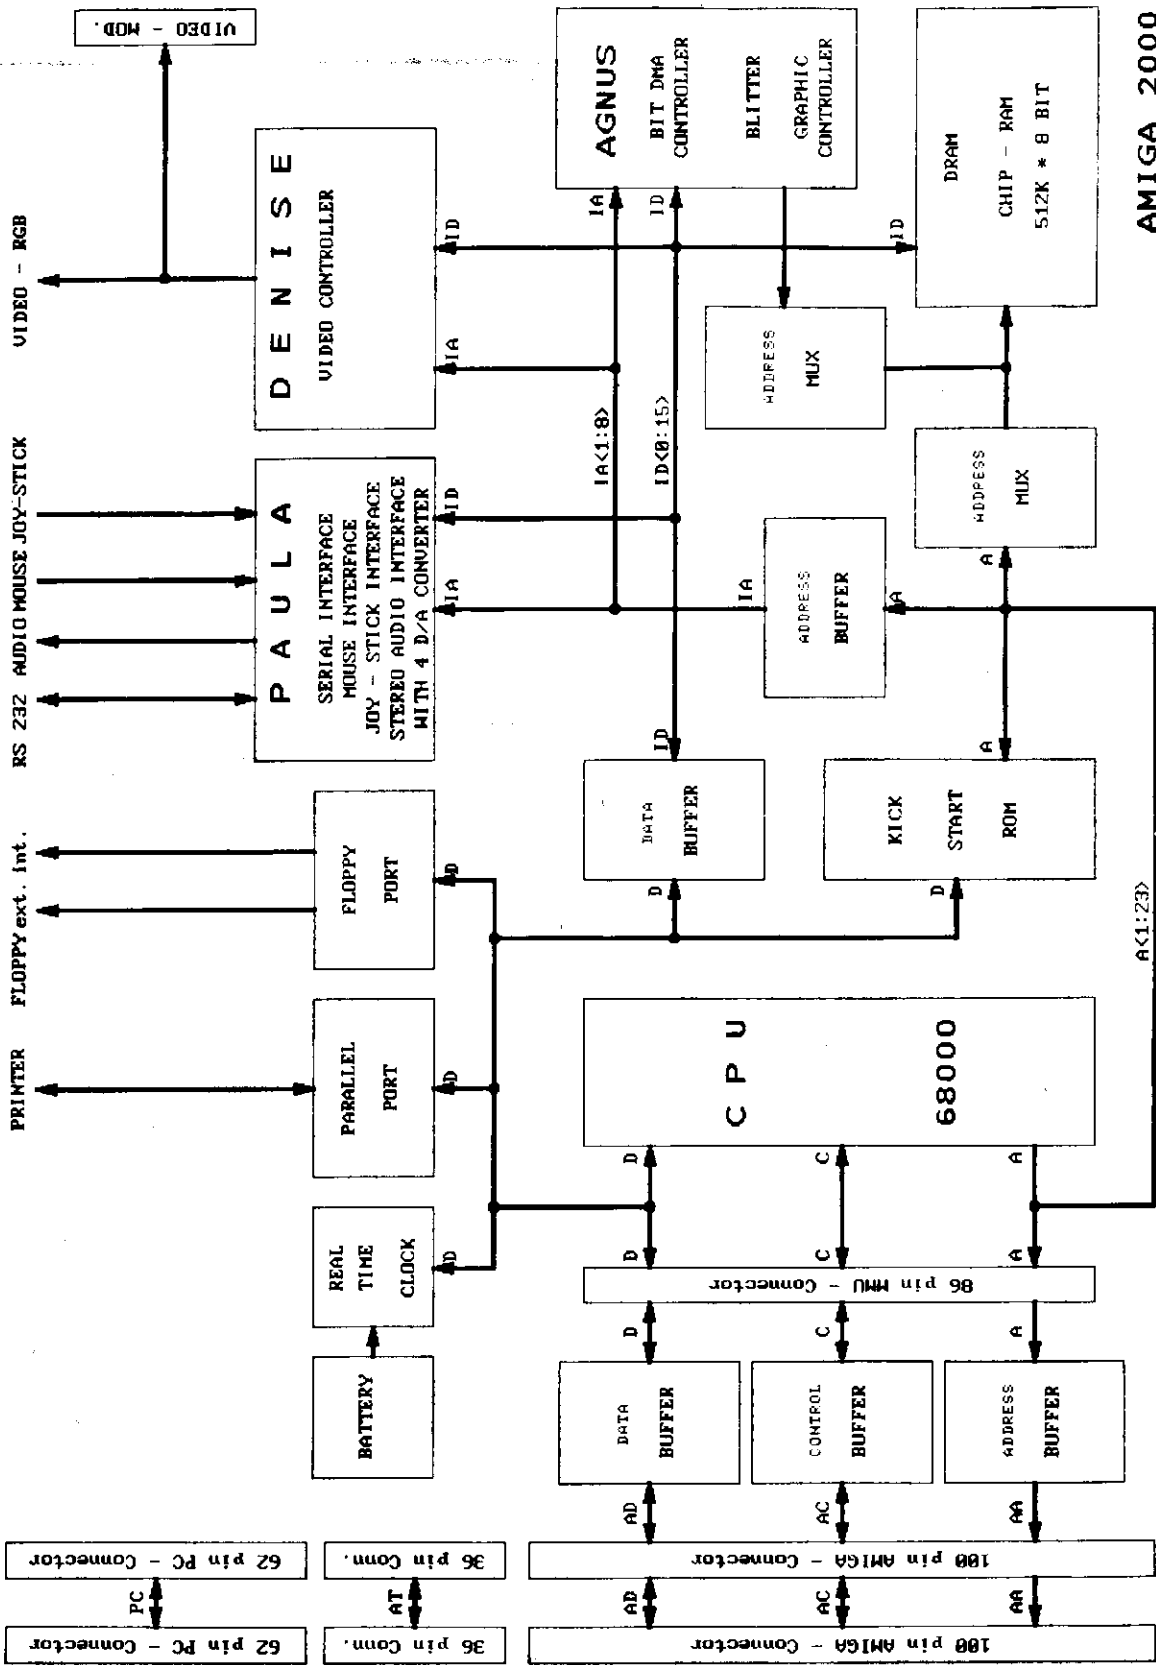 VIDEO - RGB
VIDEO - MOD.
RS 232
AUDIO
MOUSE
JOY-STICK
FLOPPY ext. int.
PRINTER
D E N I S E
VIDEO CONTROLLER
IA
ID
P A U L A
SERIAL INTERFACE
MOUSE INTERFACE
JOY - STICK INTERFACE
STEREO AUDIO INTERFACE
WITH 4 D/A CONVERTER
IA
ID
FLOPPY
PORT
D
PARALLEL
PORT
D
REAL
TIME
CLOCK
D
BATTERY
62 pin PC - Connector
PC
62 pin PC - Connector
36 pin Conn.
AT
36 pin Conn.
AGNUS
BIT DMA
CONTROLLER
BLITTER
GRAPHIC
CONTROLLER
IA
ID
IA<1:8>
ID<0:15>
ADDRESS
MUX
DRAM
CHIP - RAM
512K * 8 BIT
ID
ADDRESS
MUX
A
ADDRESS
BUFFER
IA
A
DATA
BUFFER
ID
D
KICK
START
ROM
A
D
A<1:23>
C P U
68000
D
C
A
D
C
A
86 pin MMU - Connector
D
C
A
DATA
BUFFER
CONTROL
BUFFER
ADDRESS
BUFFER
AD
AC
AA
100 pin AMIGA - Connector
AD
AC
AA
100 pin AMIGA - Connector
AMIGA 2000